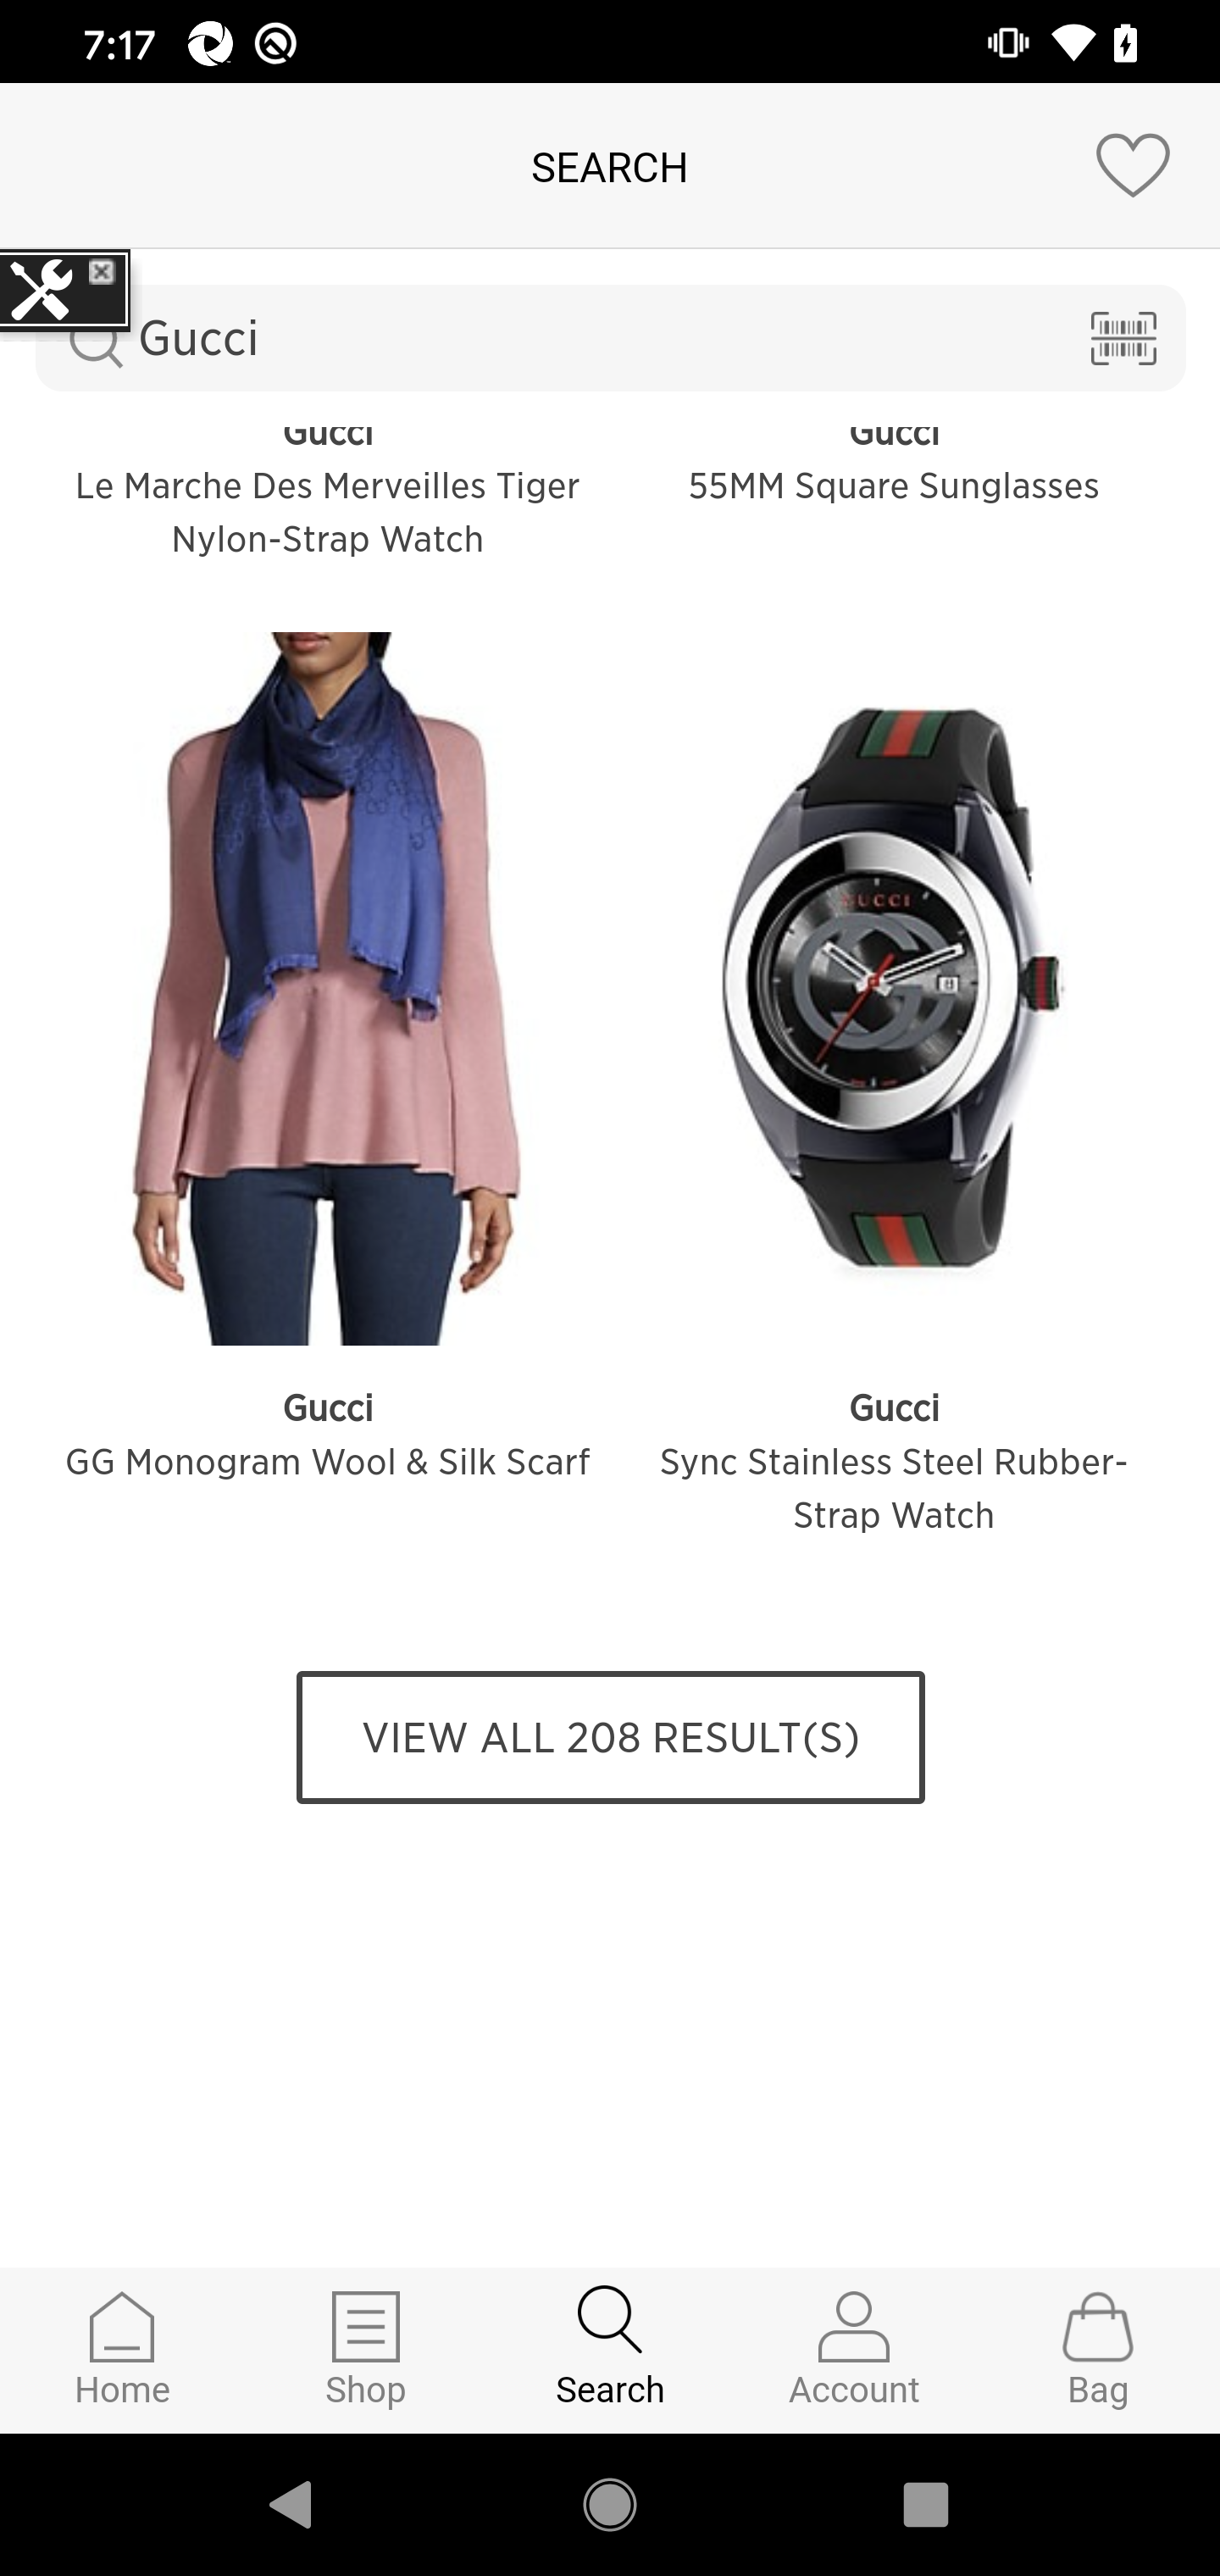 7:17
SEARCH
Gucci
Gucci Gucci
Le Marche Des Merveilles Tiger Nylon-Strap Watch
55MM Square Sunglasses
GUCCI
Gucci
GG Monogram Wool & Silk Scarf
Gucci
Sync Stainless Steel Rubber-
Strap Watch
VIEW ALL 208 RESULT(S)
Home
Shop
Search
Account
Bag